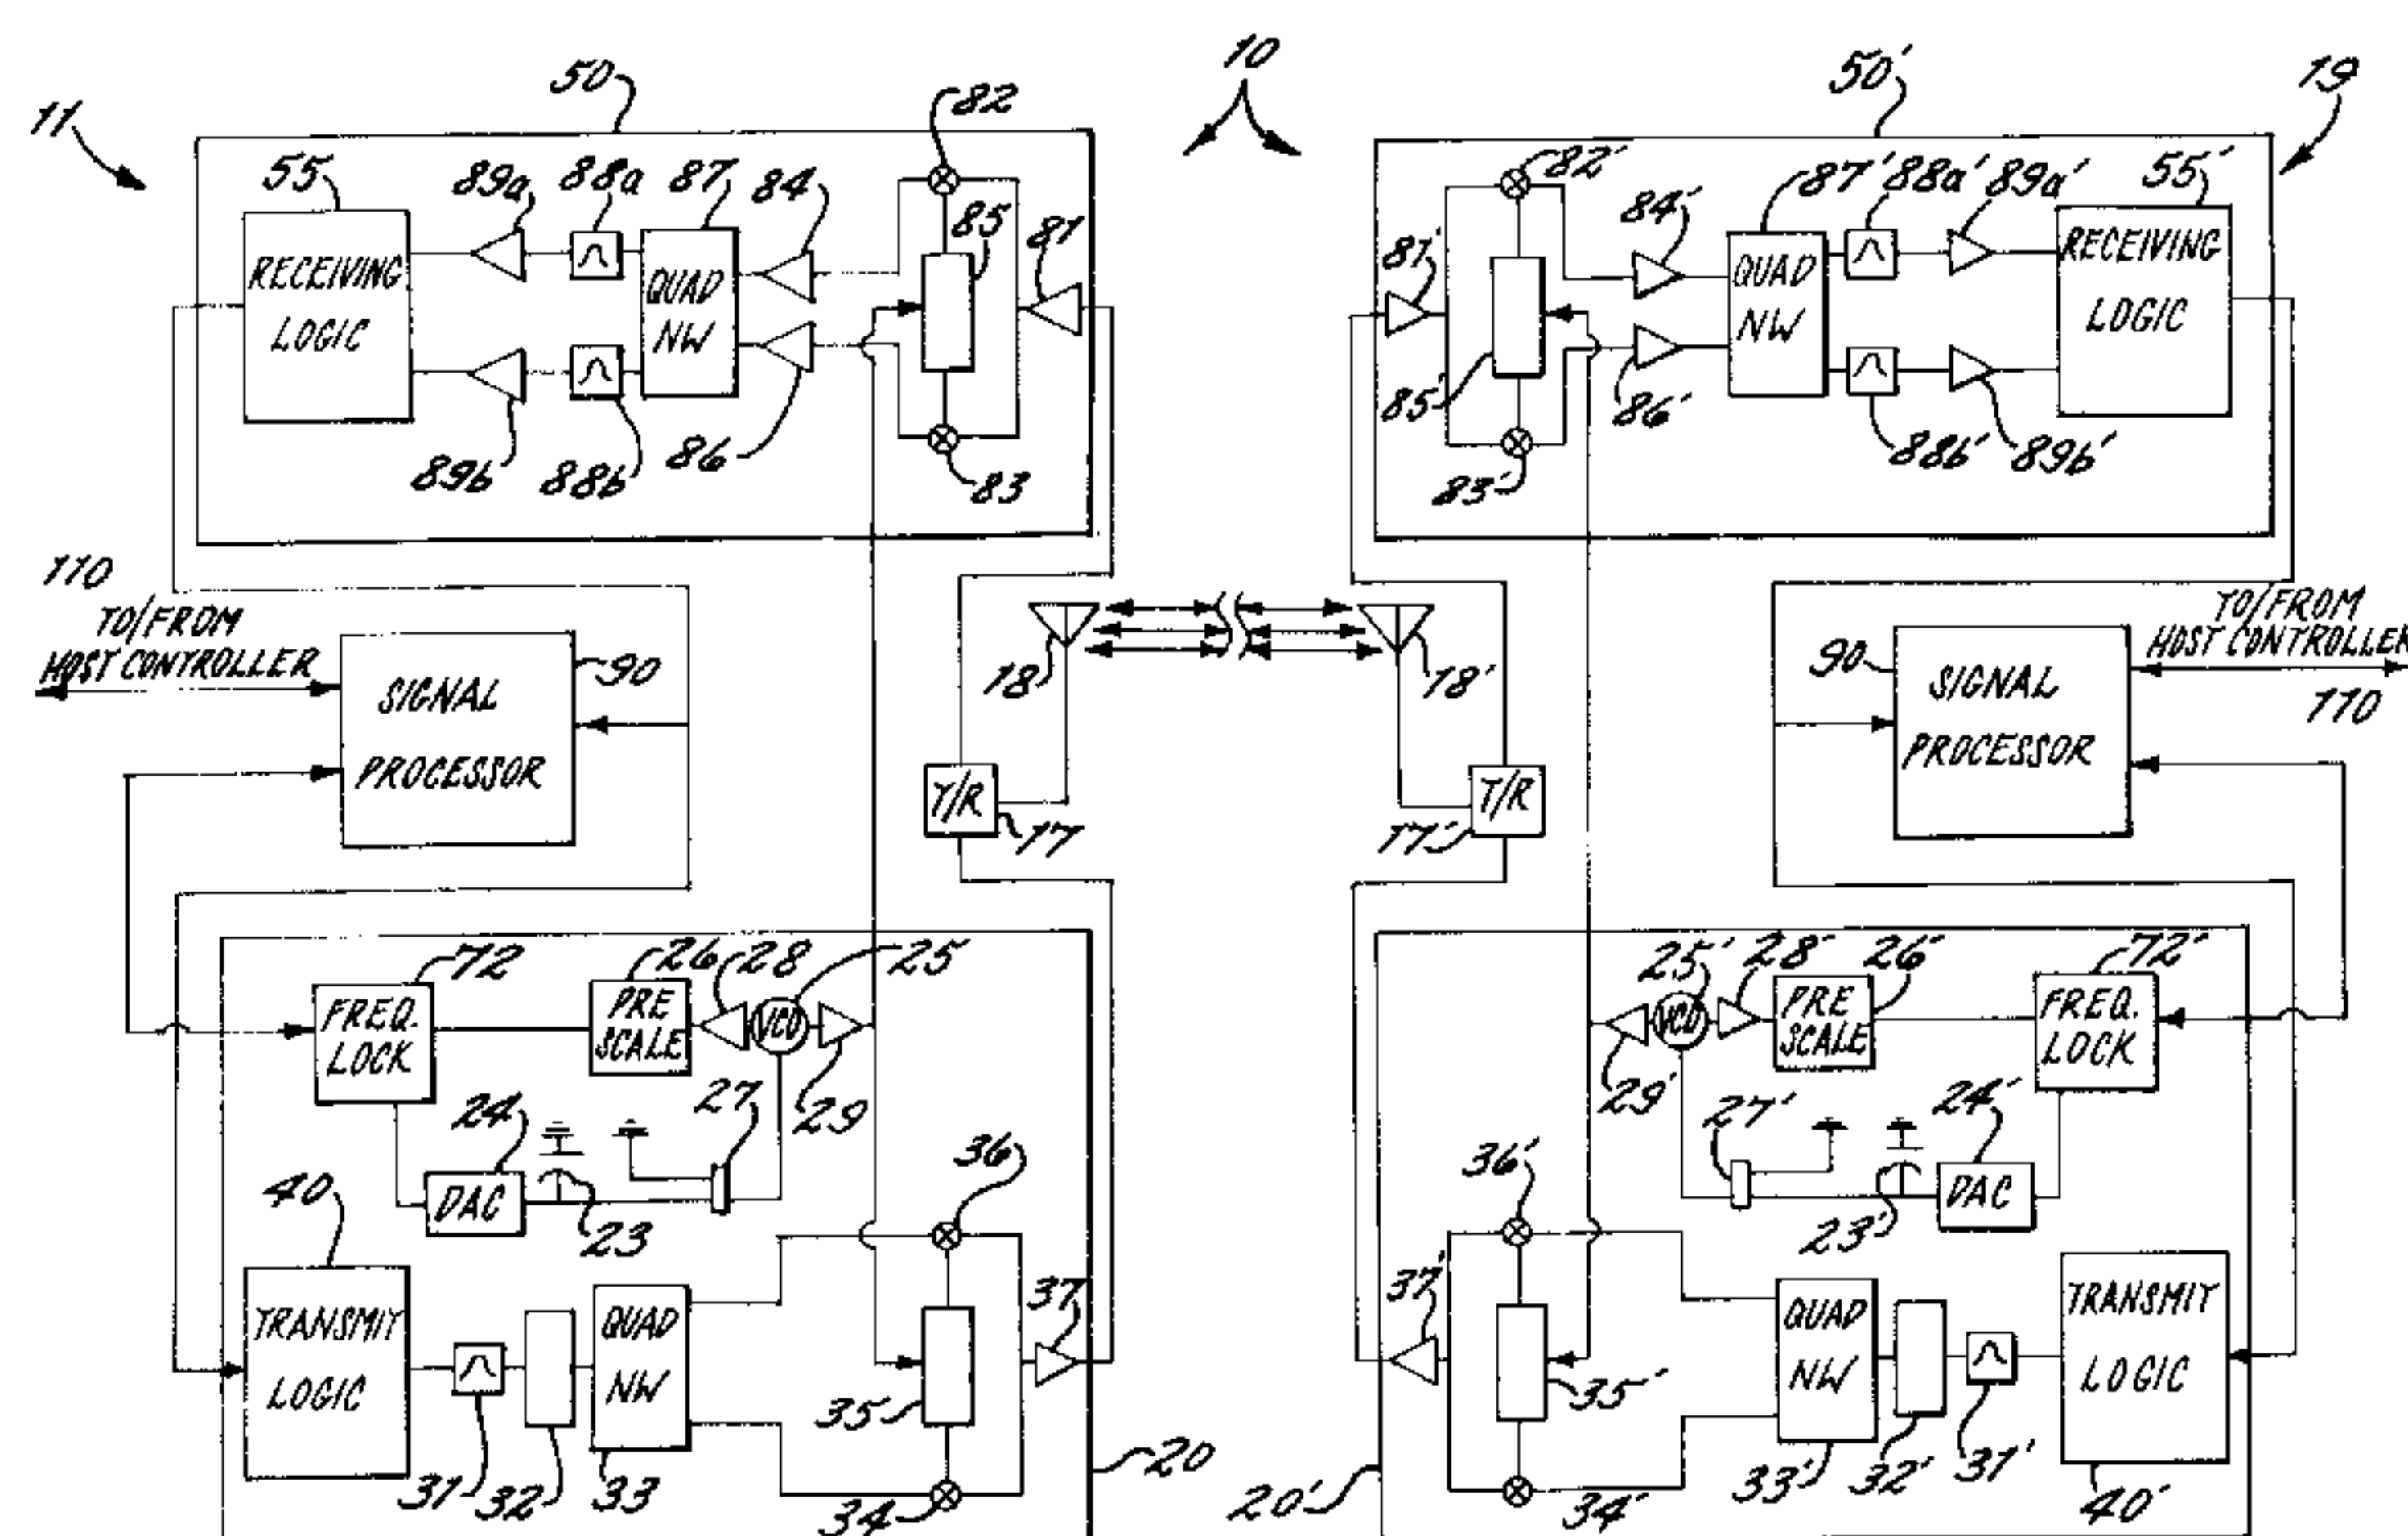 10
50
82
11
55
89a
88a
87
84
85
81
RECEIVING
LOGIC
QUAD
NW
89b
88b
86
83
50'
19
82'
87'
88a'
89a'
55'
84'
81'
QUAD
NW
RECEIVING
LOGIC
85'
86'
83'
88b'
89b'
110
TO/FROM
HOST CONTROLLER
SIGNAL
PROCESSOR
90
18
18'
T/R
17
T/R
17'
90
SIGNAL
PROCESSOR
TO/FROM
HOST CONTROLLER
110
72
26
28
25
FREQ.
LOCK
PRE
SCALE
VCO
29
27
24
DAC
23
36
40
TRANSMIT
LOGIC
QUAD
NW
35
37
31
32
33
34
20
25'
28'
26'
72'
VCO
PRE
SCALE
FREQ.
LOCK
29'
27'
24'
DAC
23'
36'
37'
35'
QUAD
NW
TRANSMIT
LOGIC
20'
34'
33'
32'
31'
40'